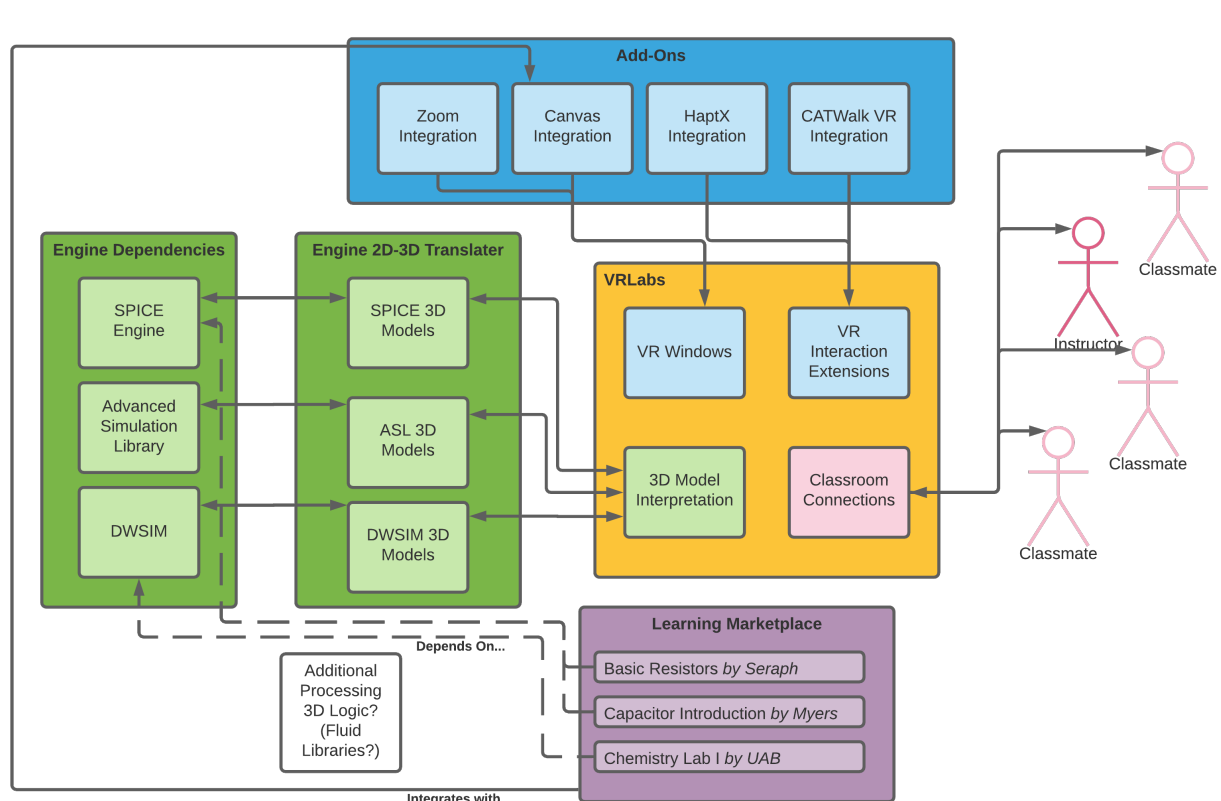 Add-Ons
Zoom
Integration
Canvas
Integration
HaptX
Integration
CATWalk VR
Integration
Classmate
Instructor
Classmate
Classmate
Engine Dependencies
SPICE
Engine
Advanced
Simulation
Library
DWSIM
Engine 2D-3D Translater
SPICE 3D
Models
ASL 3D
Models
DWSIM 3D
Models
VRLabs
VR Windows
VR
Interaction
Extensions
3D Model
Interpretation
Classroom
Connections
Depends On...
Additional
Processing
3D Logic?
(Fluid
Libraries?)
Learning Marketplace
Basic Resistors by Seraph
Capacitor Introduction by Myers
Chemistry Lab I by UAB
Integrates with